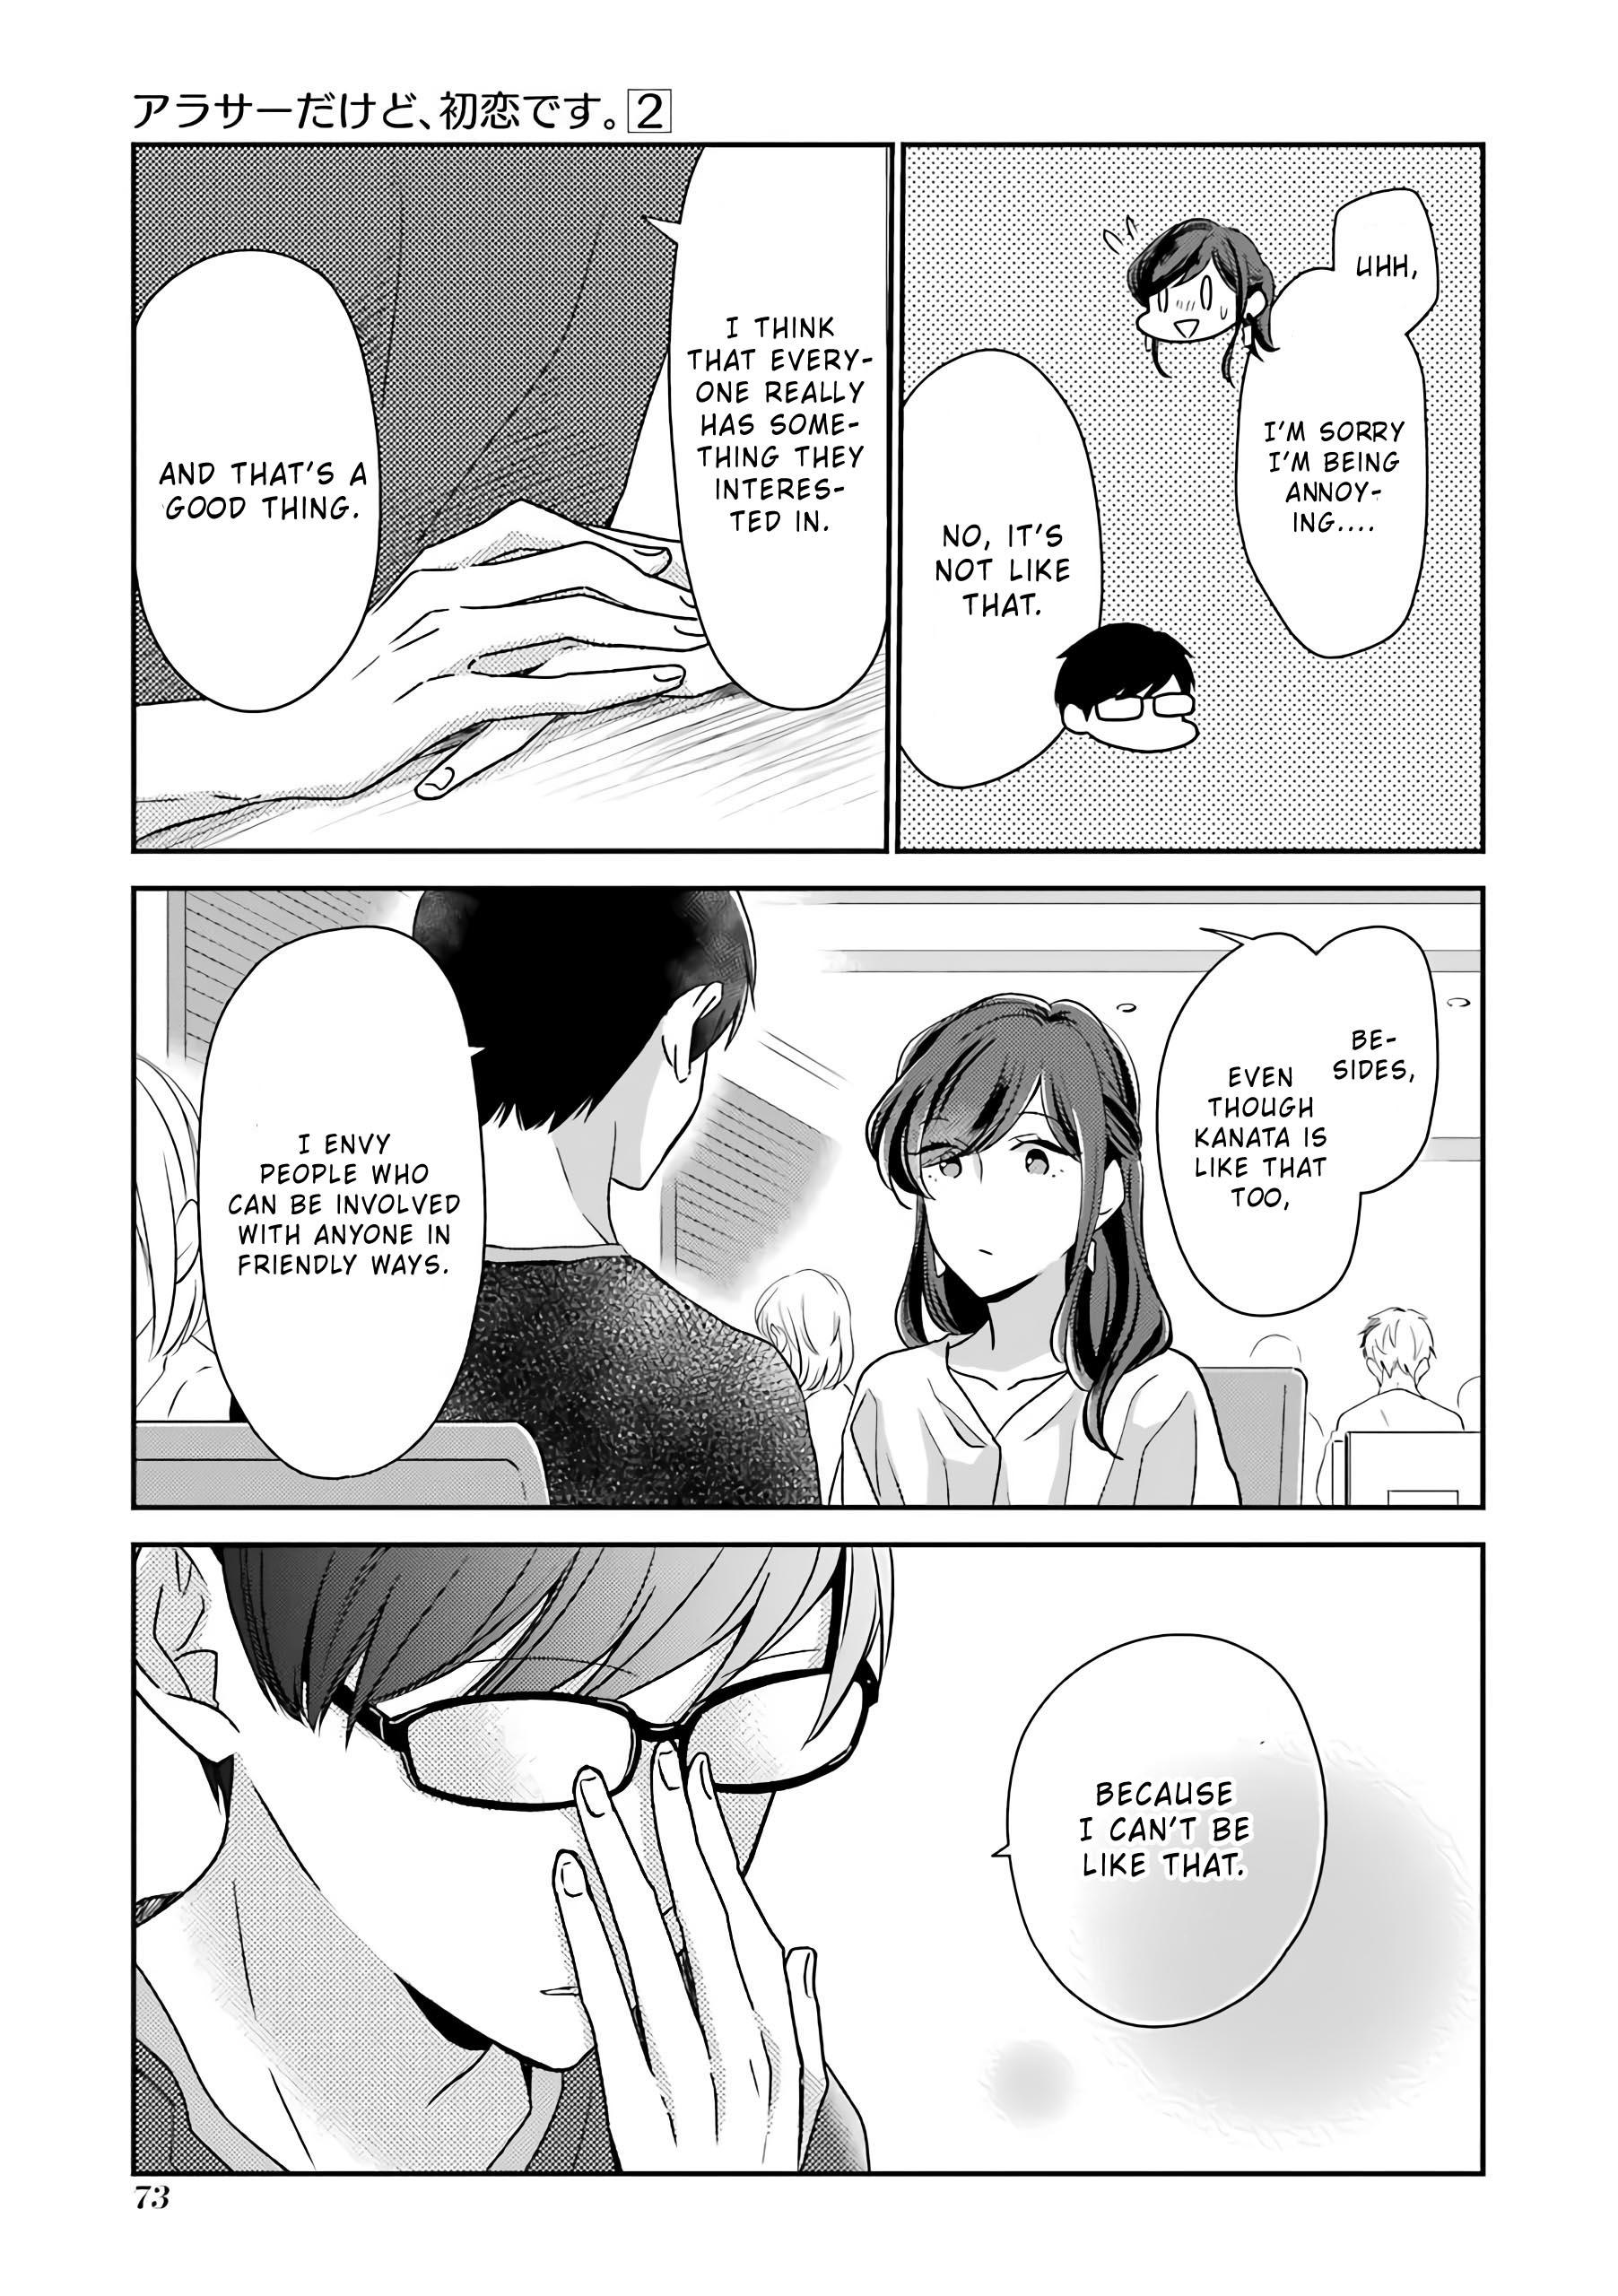 アラサーだけど、初恋です。2
UHH,
I'M SORRY
I'M BEING
ANNOY-
ING....
NO, IT'S
NOT LIKE
THAT.
I THINK
THAT EVERY-
ONE REALLY
HAS SOME-
THING THEY
INTERES-
TED IN.
AND THAT'S A
GOOD THING.
BE-
SIDES,
EVEN
THOUGH
KANATA IS
LIKE THAT
TOO,
I ENVY
PEOPLE WHO
CAN BE INVOLVED
WITH ANYONE IN
FRIENDLY WAYS.
BECAUSE
I CAN'T BE
LIKE THAT.
73